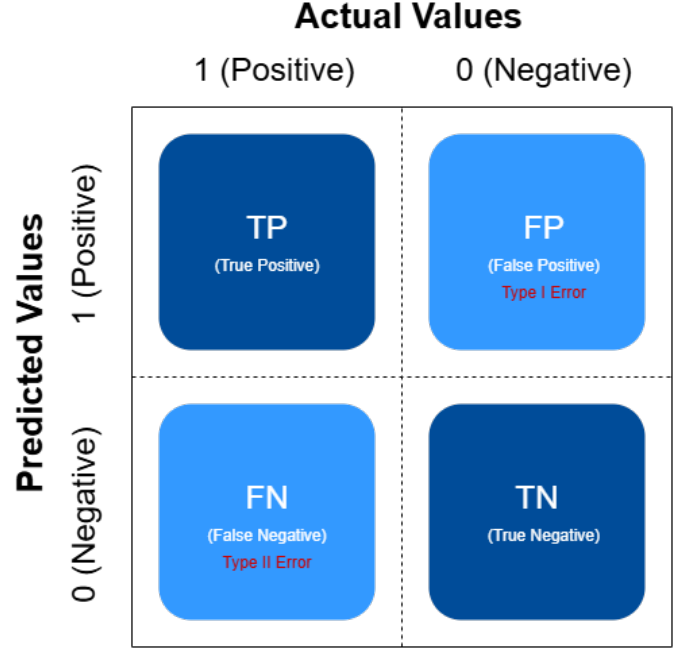 Actual Values
1 (Positive)
0 (Negative)
Predicted Values
1 (Positive)
TP
(True Positive)
FP
(False Positive)
Type I Error
0 (Negative)
FN
(False Negative)
Type II Error
TN
(True Negative)